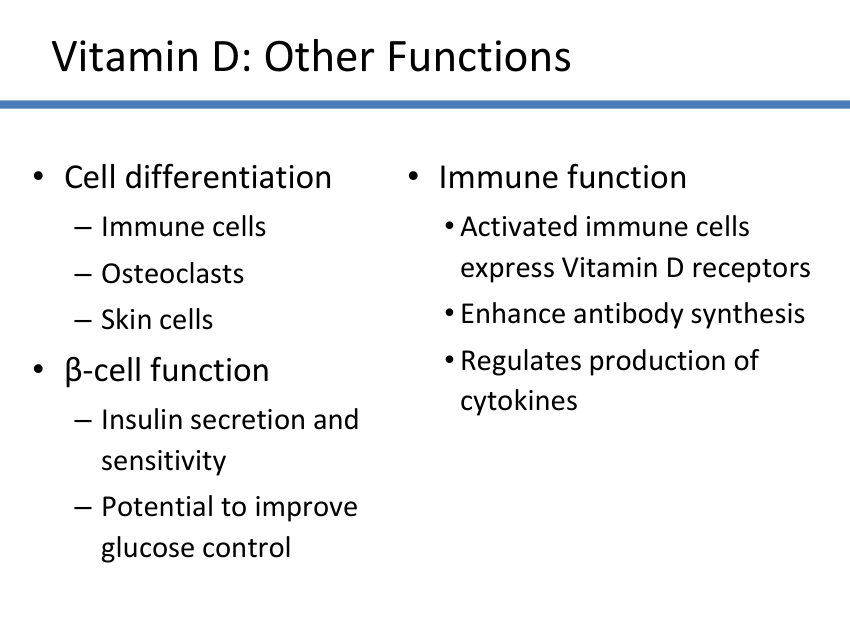 Vitamin D: Other Functions
• Cell differentiation
– Immune cells
– Osteoclasts
– Skin cells
• β-cell function
– Insulin secretion and
sensitivity
– Potential to improve
glucose control
• Immune function
• Activated immune cells
express Vitamin D receptors
• Enhance antibody synthesis
• Regulates production of
cytokines